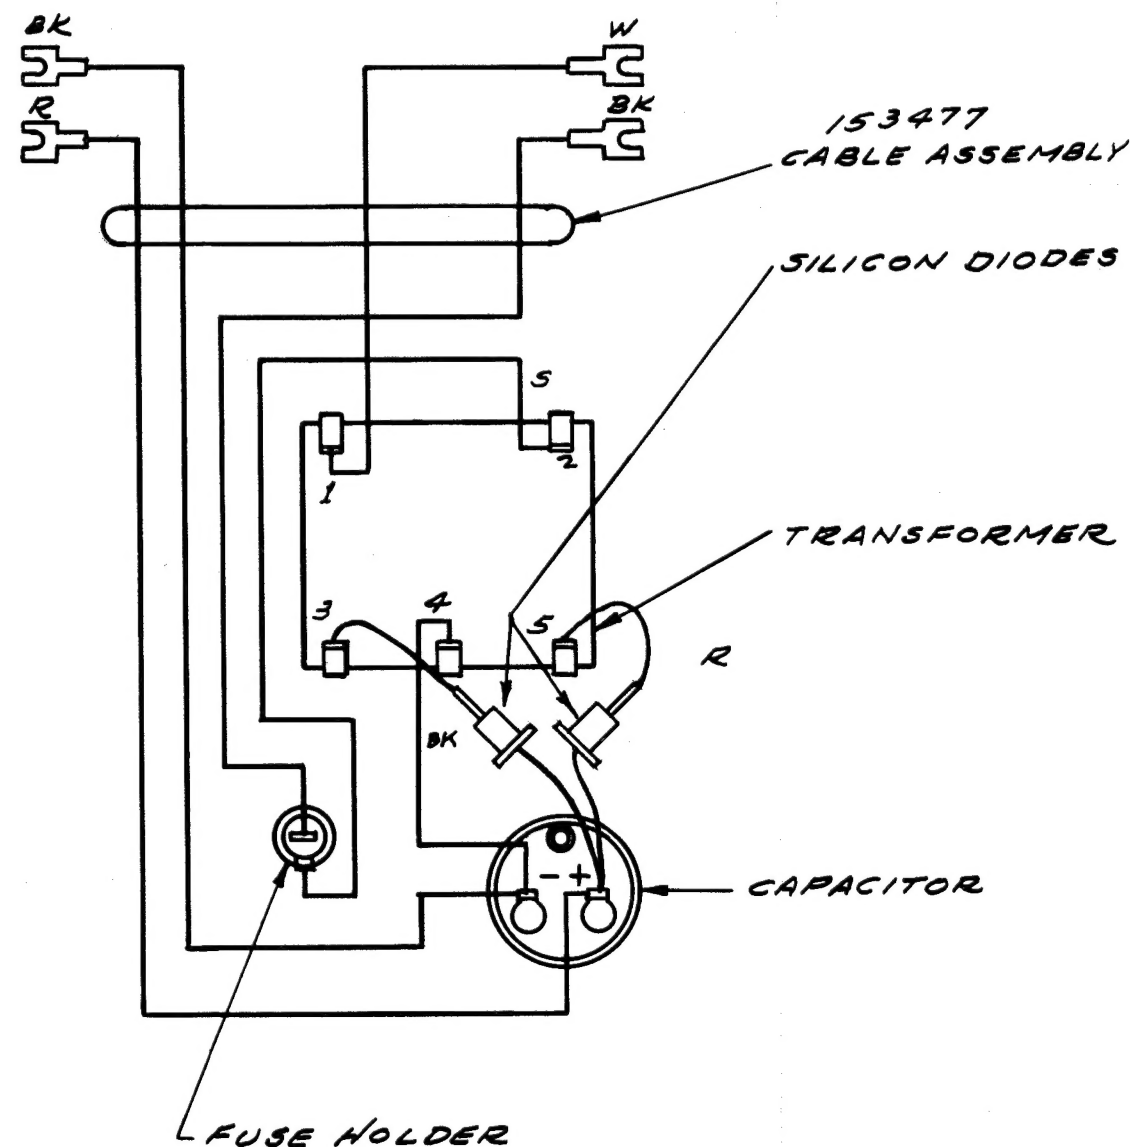 BK
W
R
BK
153477
CABLE ASSEMBLY
SILICON DIODES
S
2
1
TRANSFORMER
3
4
5
R
BK
- +
CAPACITOR
FUSE HOLDER